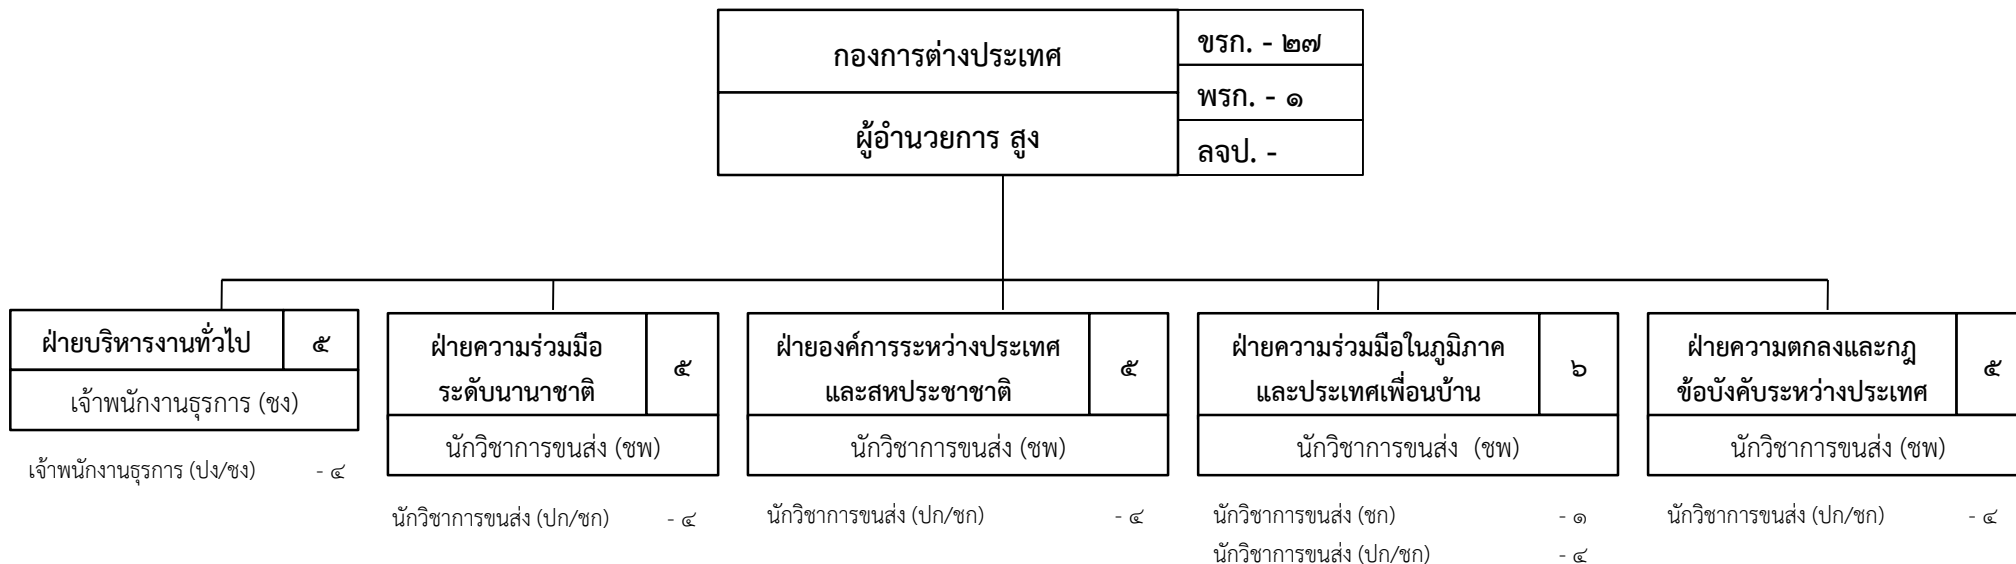 กองการต่างประเทศ
ผู้อำนวยการ สูง
ขรก. - ๒๗
พรก. - ๑
ลจป. -
ฝ่ายบริหารงานทั่วไป ๕
เจ้าพนักงานธุรการ (ชง)
เจ้าพนักงานธุรการ (ปง/ชง) - ๔
ฝ่ายความร่วมมือ
ระดับนานาชาติ
๕
นักวิชาการขนส่ง (ชพ)
นักวิชาการขนส่ง (ปก/ชก) - ๔
ฝ่ายองค์การระหว่างประเทศ
และสหประชาชาติ
๕
นักวิชาการขนส่ง (ชพ)
นักวิชาการขนส่ง (ปก/ชก) - ๔
ฝ่ายความร่วมมือในภูมิภาค
และประเทศเพื่อนบ้าน
๖
นักวิชาการขนส่ง (ชพ)
นักวิชาการขนส่ง (ชก) - ๑
นักวิชาการขนส่ง (ปก/ชก) - ๔
ฝ่ายความตกลงและกฎ
ข้อบังคับระหว่างประเทศ
๕
นักวิชาการขนส่ง (ชพ)
นักวิชาการขนส่ง (ปก/ชก) - ๔